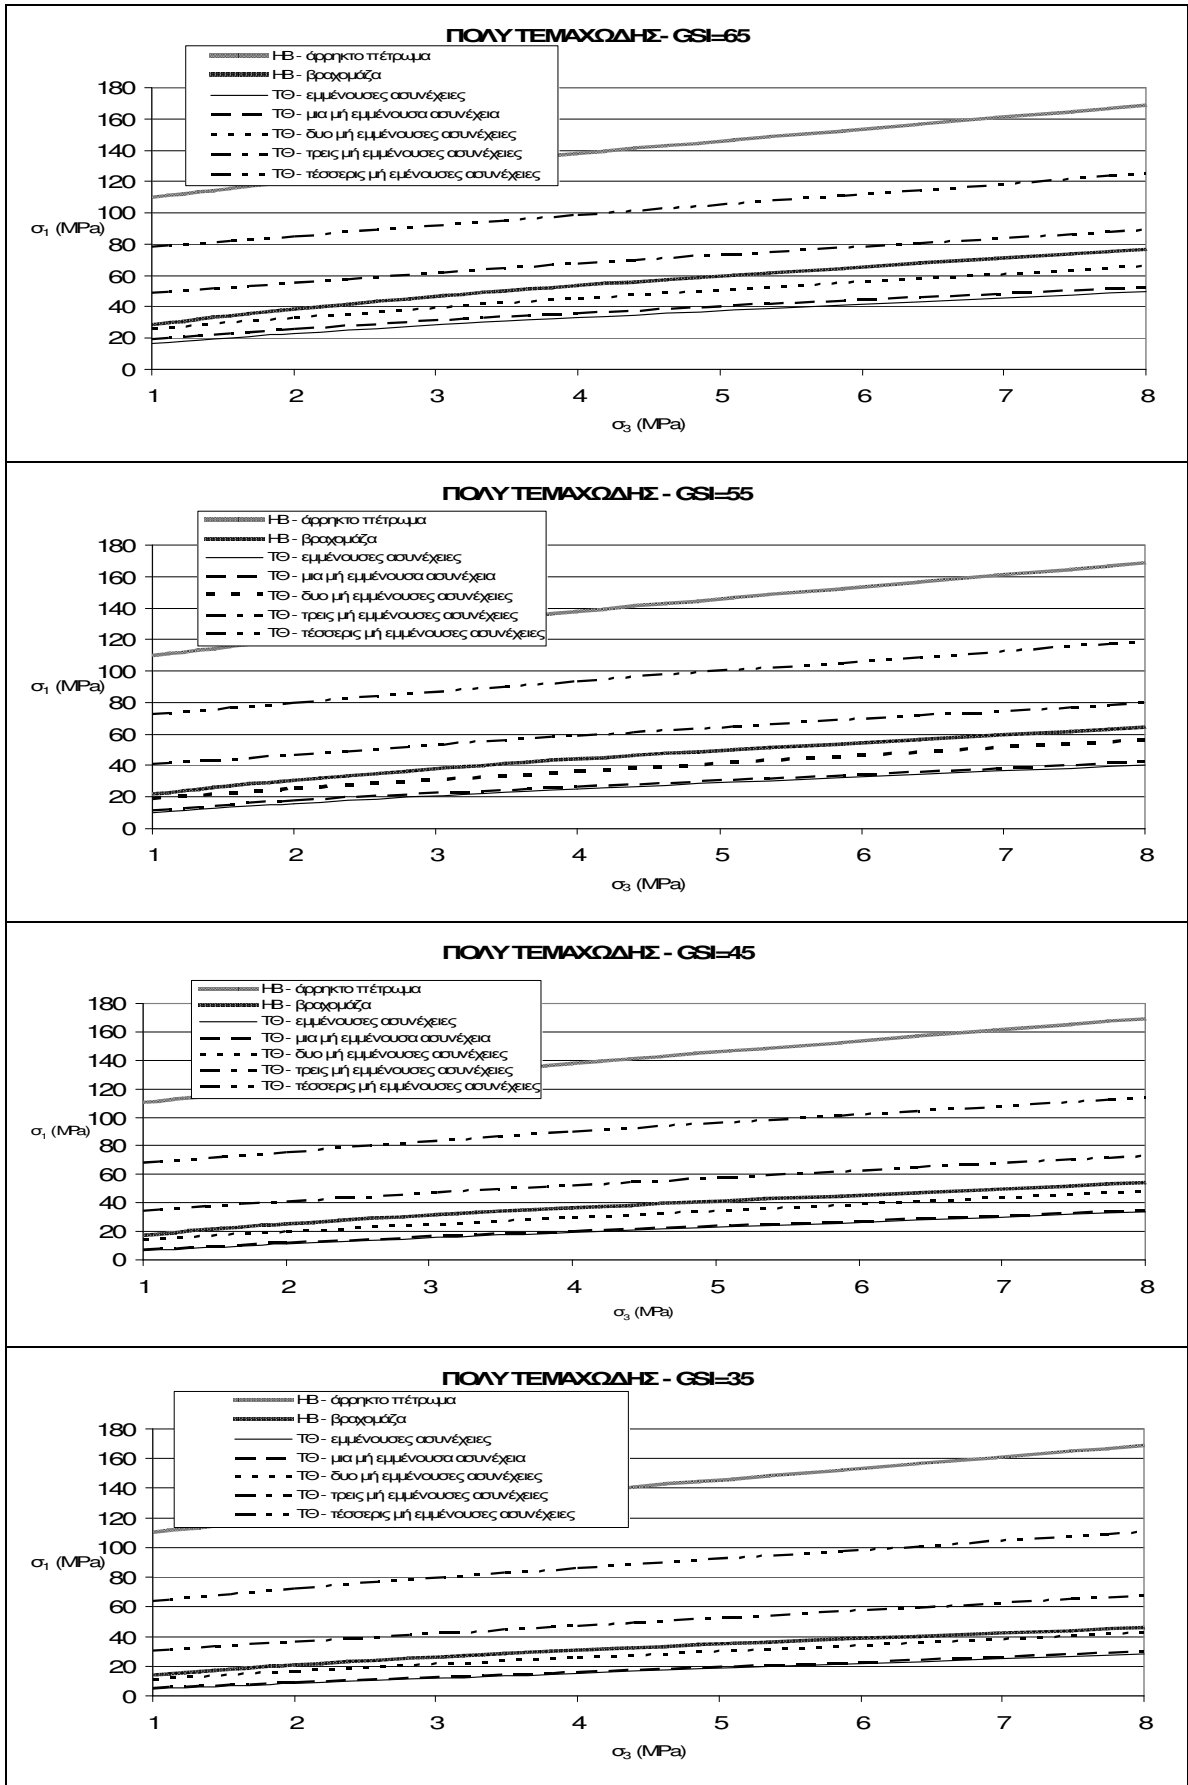 ΠΟΛΥ ΤΕΜΑΧΩΔΗΣ - GSI=65
HB - άρρηκτο πέτρωμα
HB - βραχομάζα
ΤΘ - εμμένουσες ασυνέχειες
ΤΘ - μια μή εμμένουσα ασυνέχεια
ΤΘ - δυο μή εμμένουσες ασυνέχειες
ΤΘ - τρεις μή εμμένουσες ασυνέχειες
ΤΘ - τέσσερις μή εμένουσες ασυνέχειες
180
160
140
120
100
80
60
40
20
0
σ₁ (MPa)
1 2 3 4 5 6 7 8
σ₃ (MPa)
ΠΟΛΥ ΤΕΜΑΧΩΔΗΣ - GSI=55
HB - άρρηκτο πέτρωμα
HB - βραχομάζα
ΤΘ - εμμένουσες ασυνέχειες
ΤΘ - μια μή εμμένουσα ασυνέχεια
ΤΘ - δυο μή εμμένουσες ασυνέχειες
ΤΘ - τρεις μή εμμένουσες ασυνέχειες
ΤΘ - τέσσερις μή εμμένουσες ασυνέχειες
180
160
140
120
100
80
60
40
20
0
σ₁ (MPa)
1 2 3 4 5 6 7 8
σ₃ (MPa)
ΠΟΛΥ ΤΕΜΑΧΩΔΗΣ - GSI=45
HB - άρρηκτο πέτρωμα
HB - βραχομάζα
ΤΘ - εμμένουσες ασυνέχειες
ΤΘ - μια μή εμμένουσα ασυνέχεια
ΤΘ - δυο μή εμμένουσες ασυνέχειες
ΤΘ - τρεις μή εμμένουσες ασυνέχειες
ΤΘ - τέσσερις μή εμμένουσες ασυνέχειες
180
160
140
120
100
80
60
40
20
0
σ₁ (MPa)
1 2 3 4 5 6 7 8
σ₃ (MPa)
ΠΟΛΥ ΤΕΜΑΧΩΔΗΣ - GSI=35
HB - άρρηκτο πέτρωμα
HB - βραχομάζα
ΤΘ - εμμένουσες ασυνέχειες
ΤΘ - μια μή εμμένουσα ασυνέχεια
ΤΘ - δυο μή εμμένουσες ασυνέχειες
ΤΘ - τρεις μή εμμένουσες ασυνέχειες
ΤΘ - τέσσερις μή εμμένουσες ασυνέχειες
180
160
140
120
100
80
60
40
20
0
σ₁ (MPa)
1 2 3 4 5 6 7 8
σ₃ (MPa)